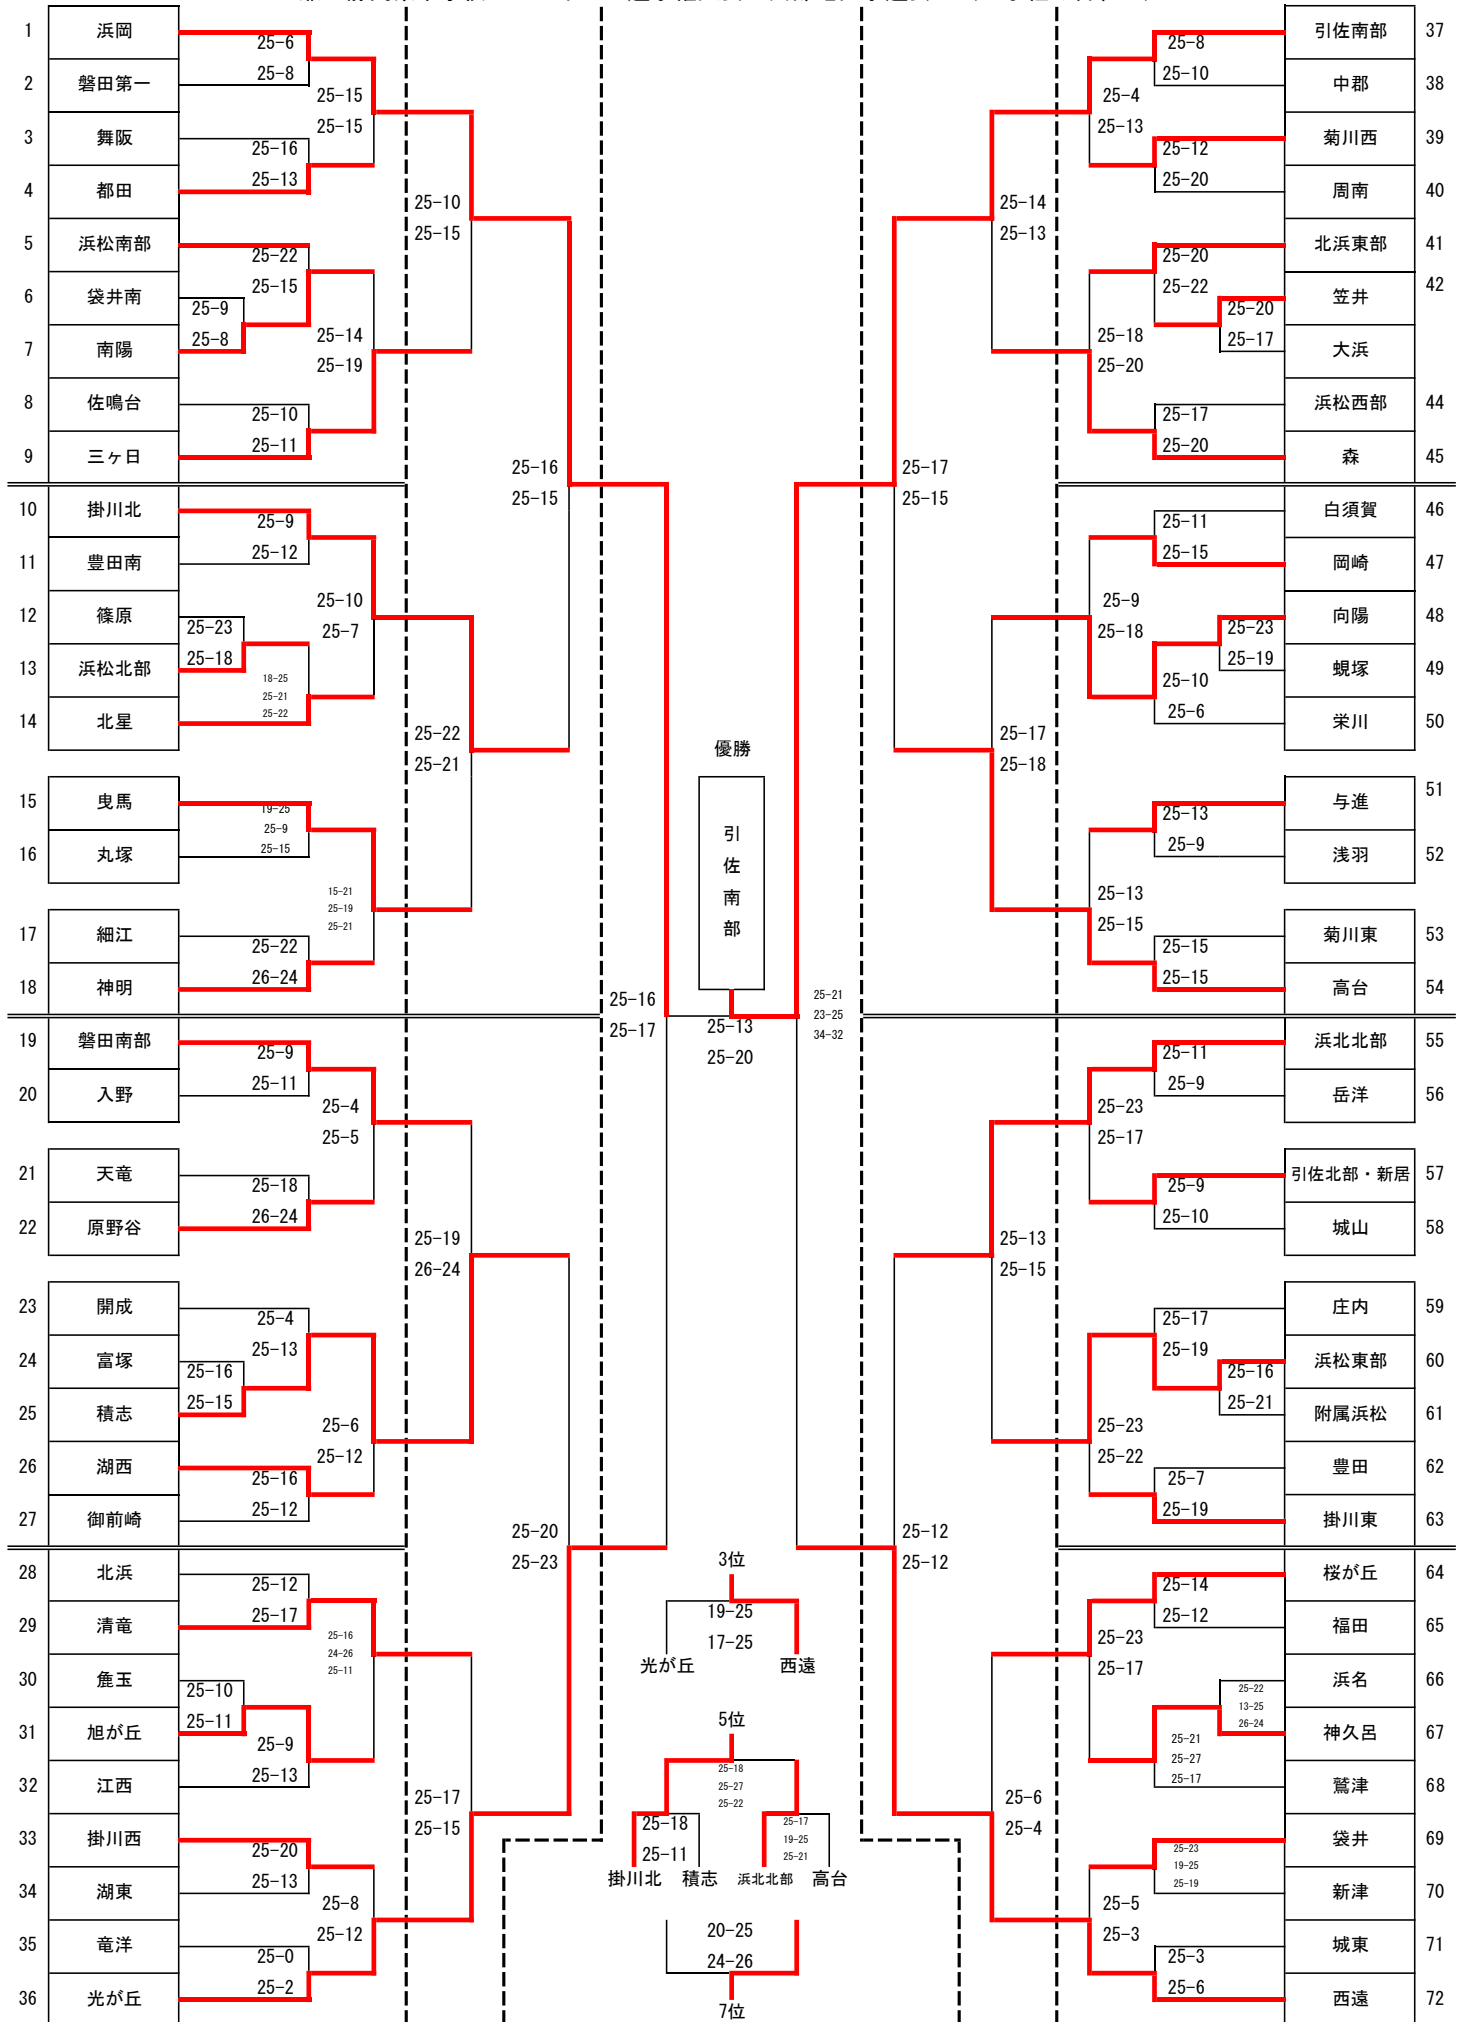 1 浜岡
25-6
25-8
2 磐田第一
25-15
25-15
3 舞阪
25-16
25-13
4 都田
25-10
25-15
5 浜松南部
25-22
25-15
6 袋井南
25-9
25-8
7 南陽
25-14
25-19
8 佐鳴台
25-10
25-11
9 三ヶ日
25-16
25-15
10 掛川北
25-9
25-12
11 豊田南
25-10
25-7
12 篠原
25-23
25-18
13 浜松北部
18-25
25-21
25-22
14 北星
25-22
25-21
15 曳馬
19-25
25-9
25-15
16 丸塚
15-21
25-19
25-21
17 細江
25-22
26-24
18 神明
25-16
25-17
19 磐田南部
25-9
25-11
20 入野
25-4
25-5
21 天竜
25-18
26-24
22 原野谷
25-19
26-24
23 開成
25-4
25-13
24 富塚
25-16
25-15
25 積志
25-6
25-12
26 湖西
25-16
25-12
27 御前崎
25-20
25-23
28 北浜
25-12
25-17
29 清竜
25-16
24-26
25-11
30 麁玉
25-10
25-11
31 旭が丘
25-9
25-13
32 江西
25-17
25-15
33 掛川西
25-20
25-13
34 湖東
25-8
25-12
35 竜洋
25-0
25-2
36 光が丘
優勝
引佐南部
25-13
25-20
25-21
23-25
34-32
3位
19-25
17-25
光が丘 西遠
5位
25-18
25-27
25-22
25-18
25-11
25-17
19-25
25-21
掛川北 積志 浜北北部 高台
20-25
24-26
7位
引佐南部 37
25-8
25-10
中郡 38
25-4
25-13
菊川西 39
25-12
25-20
周南 40
25-14
25-13
北浜東部 41
25-20
25-22
笠井 42
25-20
25-17
大浜
25-18
25-20
浜松西部 44
25-17
25-20
森 45
25-17
25-15
白須賀 46
25-11
25-15
岡崎 47
25-9
25-18
向陽 48
25-23
25-19
蜆塚 49
25-10
25-6
栄川 50
25-17
25-18
与進 51
25-13
25-9
浅羽 52
25-13
25-15
菊川東 53
25-15
25-15
高台 54
浜北北部 55
25-11
25-9
岳洋 56
25-23
25-17
引佐北部・新居 57
25-9
25-10
城山 58
25-13
25-15
庄内 59
25-17
25-19
浜松東部 60
25-16
25-21
附属浜松 61
25-23
25-22
豊田 62
25-7
25-19
掛川東 63
25-12
25-12
桜が丘 64
25-14
25-12
福田 65
25-23
25-17
浜名 66
25-22
13-25
26-24
神久呂 67
25-21
25-27
25-17
鷲津 68
25-6
25-4
袋井 69
25-23
19-25
25-19
新津 70
25-5
25-3
城東 71
25-3
25-6
西遠 72